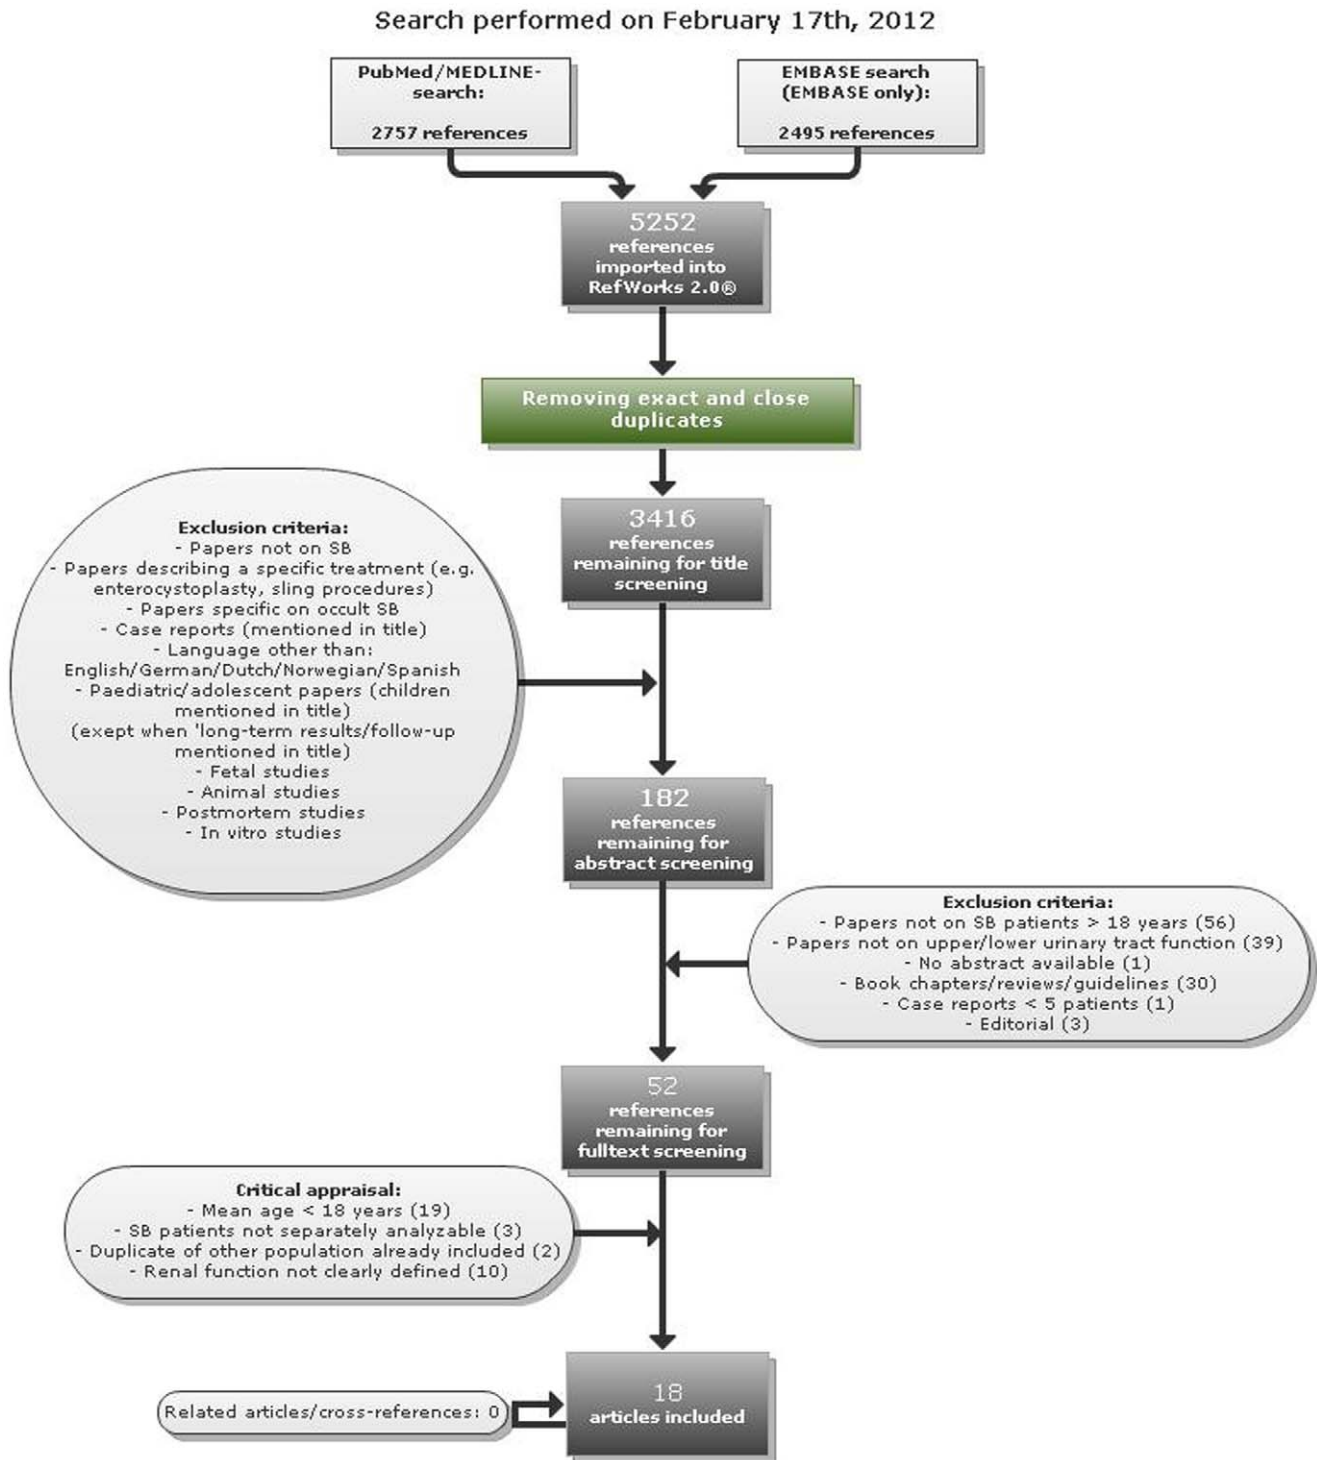 Search performed on February 17th, 2012
PubMed/MEDLINE-
search:
2757 references
EMBASE search
(EMBASE only):
2495 references
5252
references
imported into
RefWorks 2.0®
Removing exact and close
duplicates
3416
references
remaining for title
screening
Exclusion criteria:
- Papers not on SB
- Papers describing a specific treatment (e.g.
enterocystoplasty, sling procedures)
- Papers specific on occult SB
- Case reports (mentioned in title)
- Language other than:
English/German/Dutch/Norwegian/Spanish
- Paediatric/adolescent papers (children
mentioned in title)
(exept when 'long-term results/follow-up
mentioned in title)
- Fetal studies
- Animal studies
- Postmortem studies
- In vitro studies
182
references
remaining for
abstract screening
Exclusion criteria:
- Papers not on SB patients > 18 years (56)
- Papers not on upper/lower urinary tract function (39)
- No abstract available (1)
- Book chapters/reviews/guidelines (30)
- Case reports < 5 patients (1)
- Editorial (3)
52
references
remaining for
fulltext screening
Critical appraisal:
- Mean age < 18 years (19)
- SB patients not separately analyzable (3)
- Duplicate of other population already included (2)
- Renal function not clearly defined (10)
18
articles included
Related articles/cross-references: 0